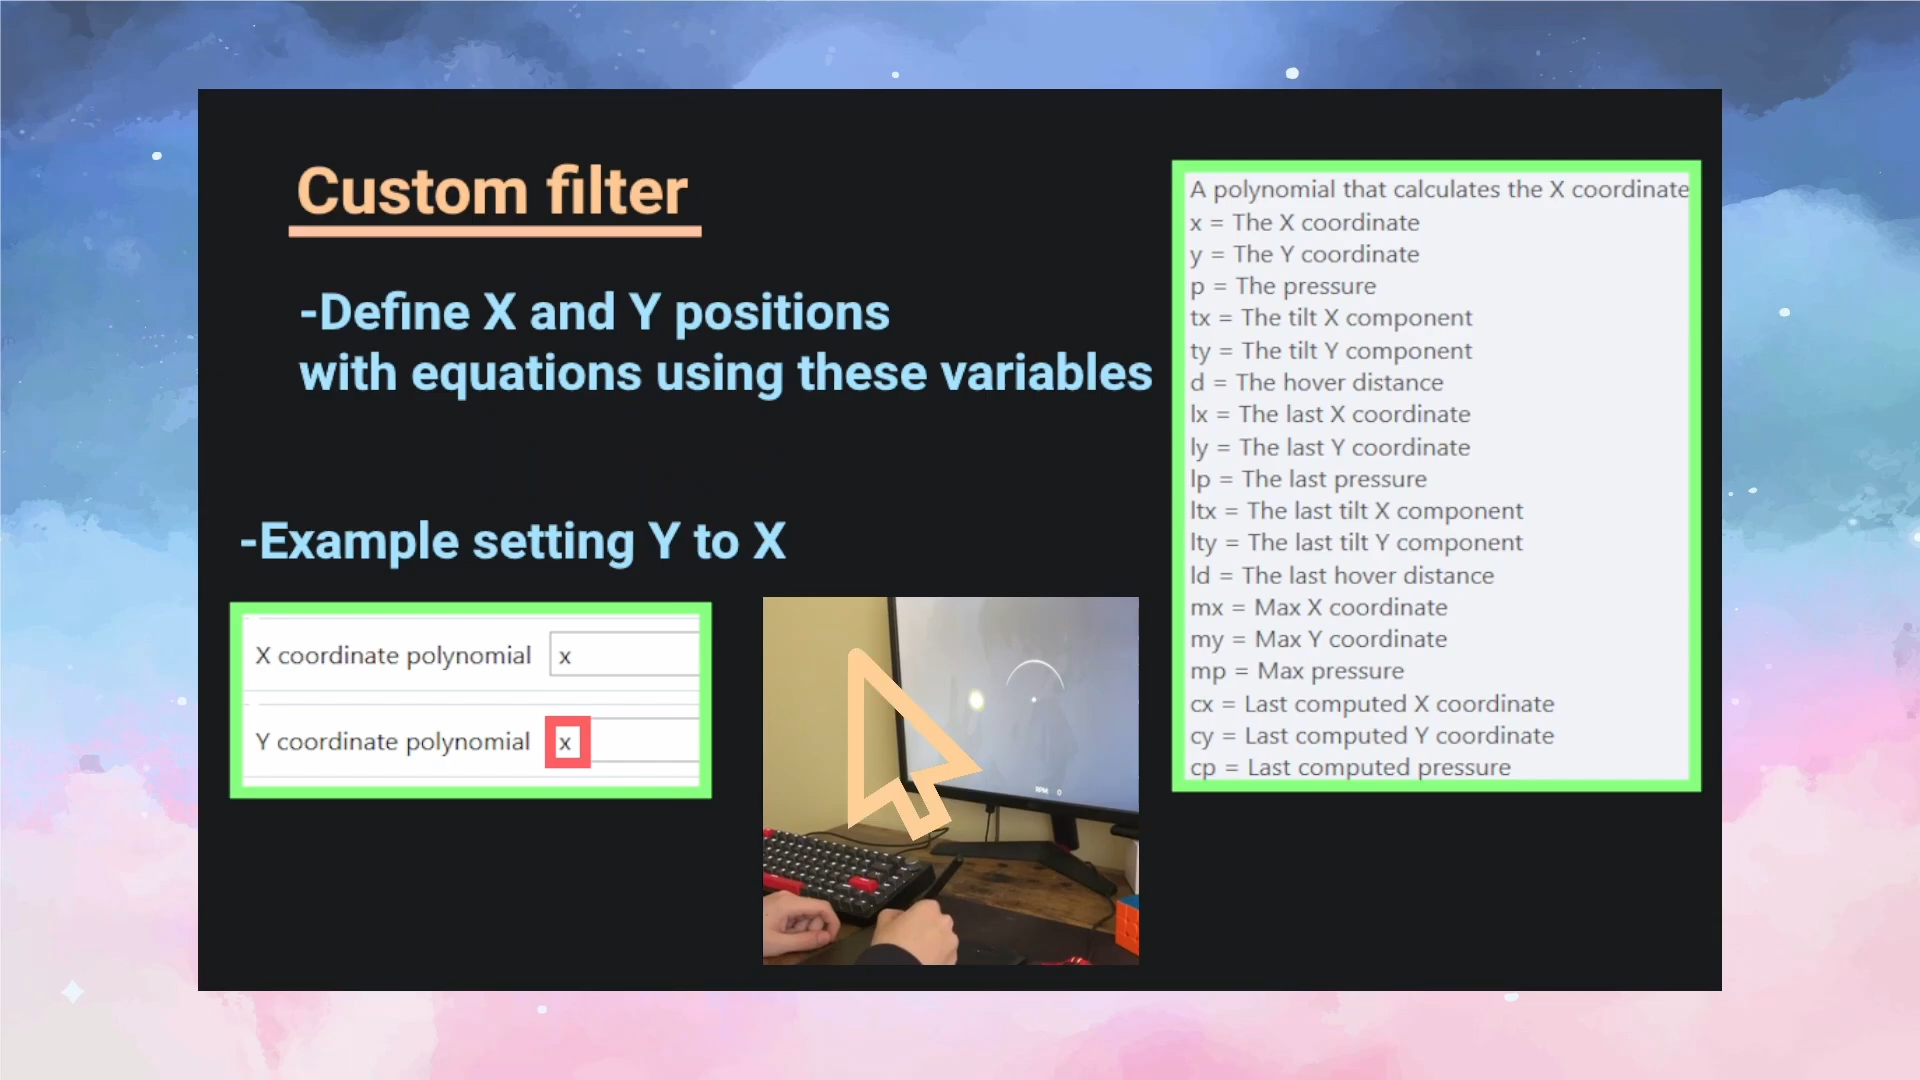 Custom filter
-Define X and Y positions
with equations using these variables
-Example setting Y to X
X coordinate polynomial x
Y coordinate polynomial x
BPM 0
A polynomial that calculates the X coordinate
x = The X coordinate
y = The Y coordinate
p = The pressure
tx = The tilt X component
ty = The tilt Y component
d = The hover distance
lx = The last X coordinate
ly = The last Y coordinate
lp = The last pressure
ltx = The last tilt X component
lty = The last tilt Y component
ld = The last hover distance
mx = Max X coordinate
my = Max Y coordinate
mp = Max pressure
cx = Last computed X coordinate
cy = Last computed Y coordinate
cp = Last computed pressure